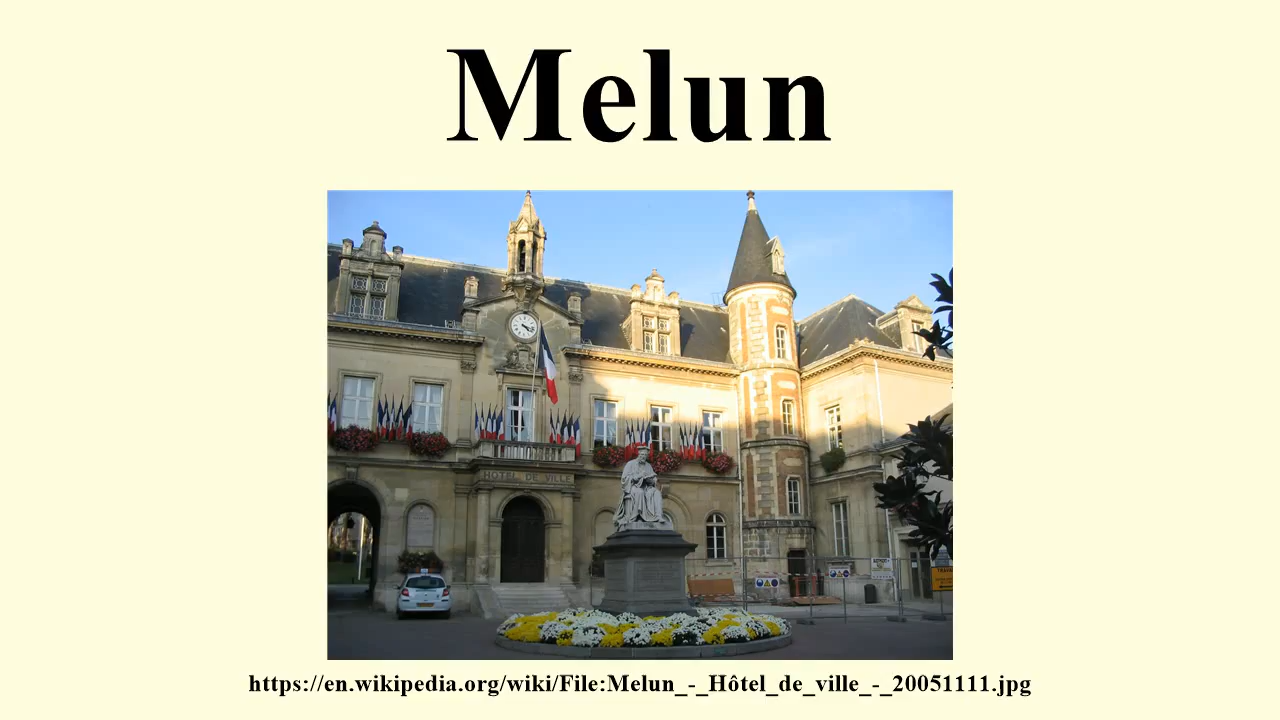 Melun
HOTEL DE VILLE
https://en.wikipedia.org/wiki/File:Melun_-_Hôtel_de_ville_-_20051111.jpg